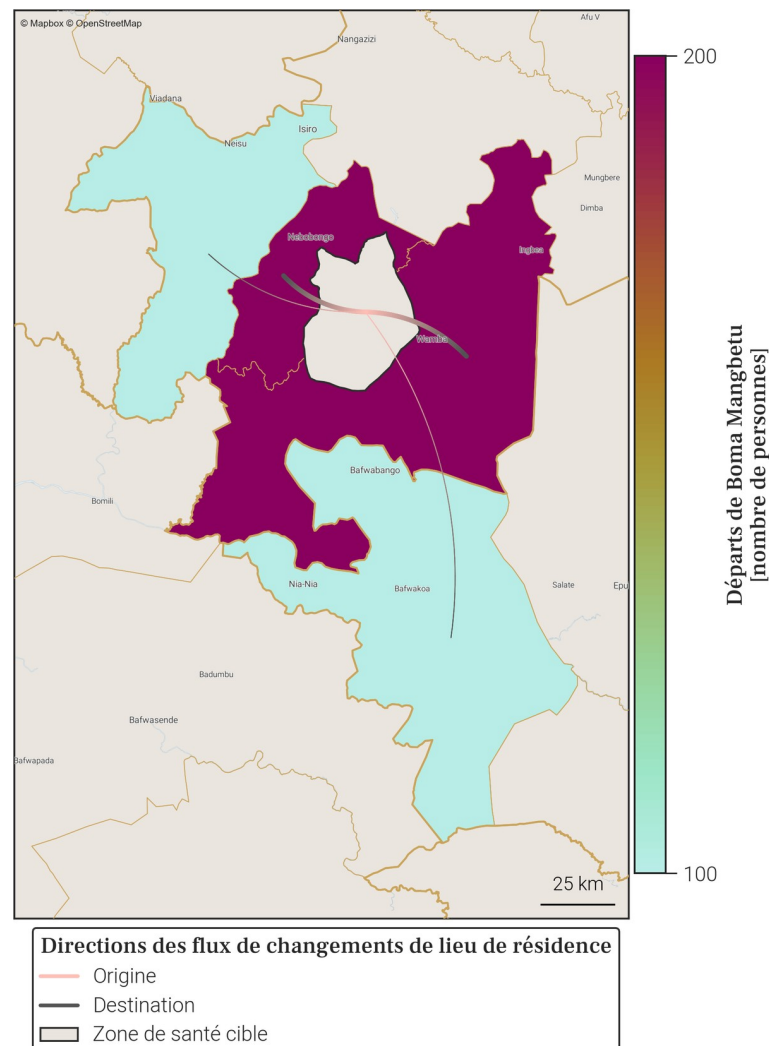 © Mapbox © OpenStreetMap
Afu V
Nangazizi
Viadana
Isiro
Neisu
Mungbere
Dimba
Nebobongo
Ingbea
Wamba
Bafwabango
Bomili
Nia-Nia
Bafwakoa
Salate
Epu
Badumbu
Bafwasende
Bafwapada
25 km
200
100
Départs de Boma Mangbetu
[nombre de personnes]
Directions des flux de changements de lieu de résidence
Origine
Destination
Zone de santé cible